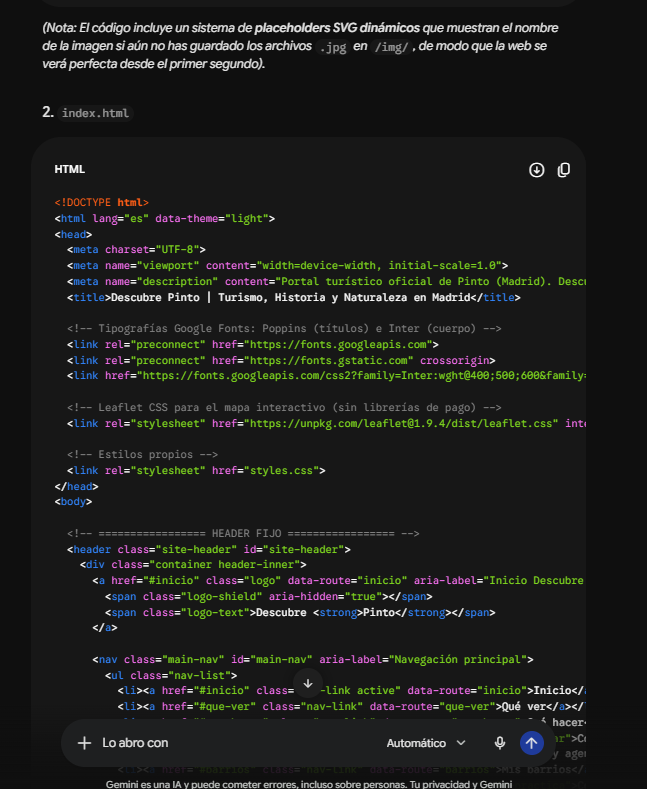 (Nota: El código incluye un sistema de placeholders SVG dinámicos que muestran el nombre
de la imagen si aún no has guardado los archivos .jpg en /img/ , de modo que la web se
verá perfecta desde el primer segundo).
2. index.html
HTML
<!DOCTYPE html>
<html lang="es" data-theme="light">
<head>
<meta charset="UTF-8">
<meta name="viewport" content="width=device-width, initial-scale=1.0">
<meta name="description" content="Portal turístico oficial de Pinto (Madrid). Descu
<title>Descubre Pinto | Turismo, Historia y Naturaleza en Madrid</title>
<!-- Tipografías Google Fonts: Poppins (títulos) e Inter (cuerpo) -->
<link rel="preconnect" href="https://fonts.googleapis.com">
<link rel="preconnect" href="https://fonts.gstatic.com" crossorigin>
<link href="https://fonts.googleapis.com/css2?family=Inter:wght@400;500;600&family=
<!-- Leaflet CSS para el mapa interactivo (sin librerías de pago) -->
<link rel="stylesheet" href="https://unpkg.com/leaflet@1.9.4/dist/leaflet.css" inte
<!-- Estilos propios -->
<link rel="stylesheet" href="styles.css">
</head>
<body>
<!-- ================= HEADER FIJO ================= -->
<header class="site-header" id="site-header">
<div class="container header-inner">
<a href="#inicio" class="logo" data-route="inicio" aria-label="Inicio Descubre
<span class="logo-shield" aria-hidden="true"></span>
<span class="logo-text">Descubre <strong>Pinto</strong></span>
</a>
<nav class="main-nav" id="main-nav" aria-label="Navegación principal">
<ul class="nav-list">
<li><a href="#inicio" class= -link active" data-route="inicio">Inicio</
<li><a href="#que-ver" class="nav-link" data-route="que-ver">Qué ver</a></
hacer<
Lo abro con
Automático
y age
Gemini es una IA y puede cometer errores, incluso sobre personas. Tu privacidad y Gemini